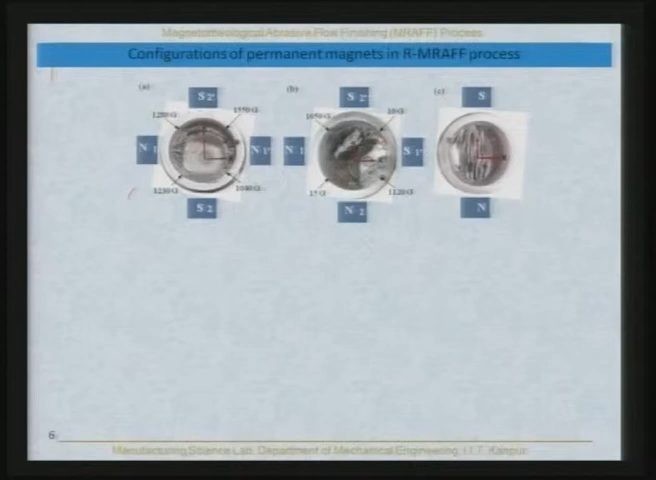 Magnetorheological Abrasive Flow Finishing (MRAFF) Process
Configurations of permanent magnets in R-MRAFF process
(a) (b) (c)
S 2' S 2' S
N 1 N 1' N 1 S 1'
S 2 N 2 N
6
Manufacturing Science Lab, Department of Mechanical Engineering, I.I.T. Kanpur